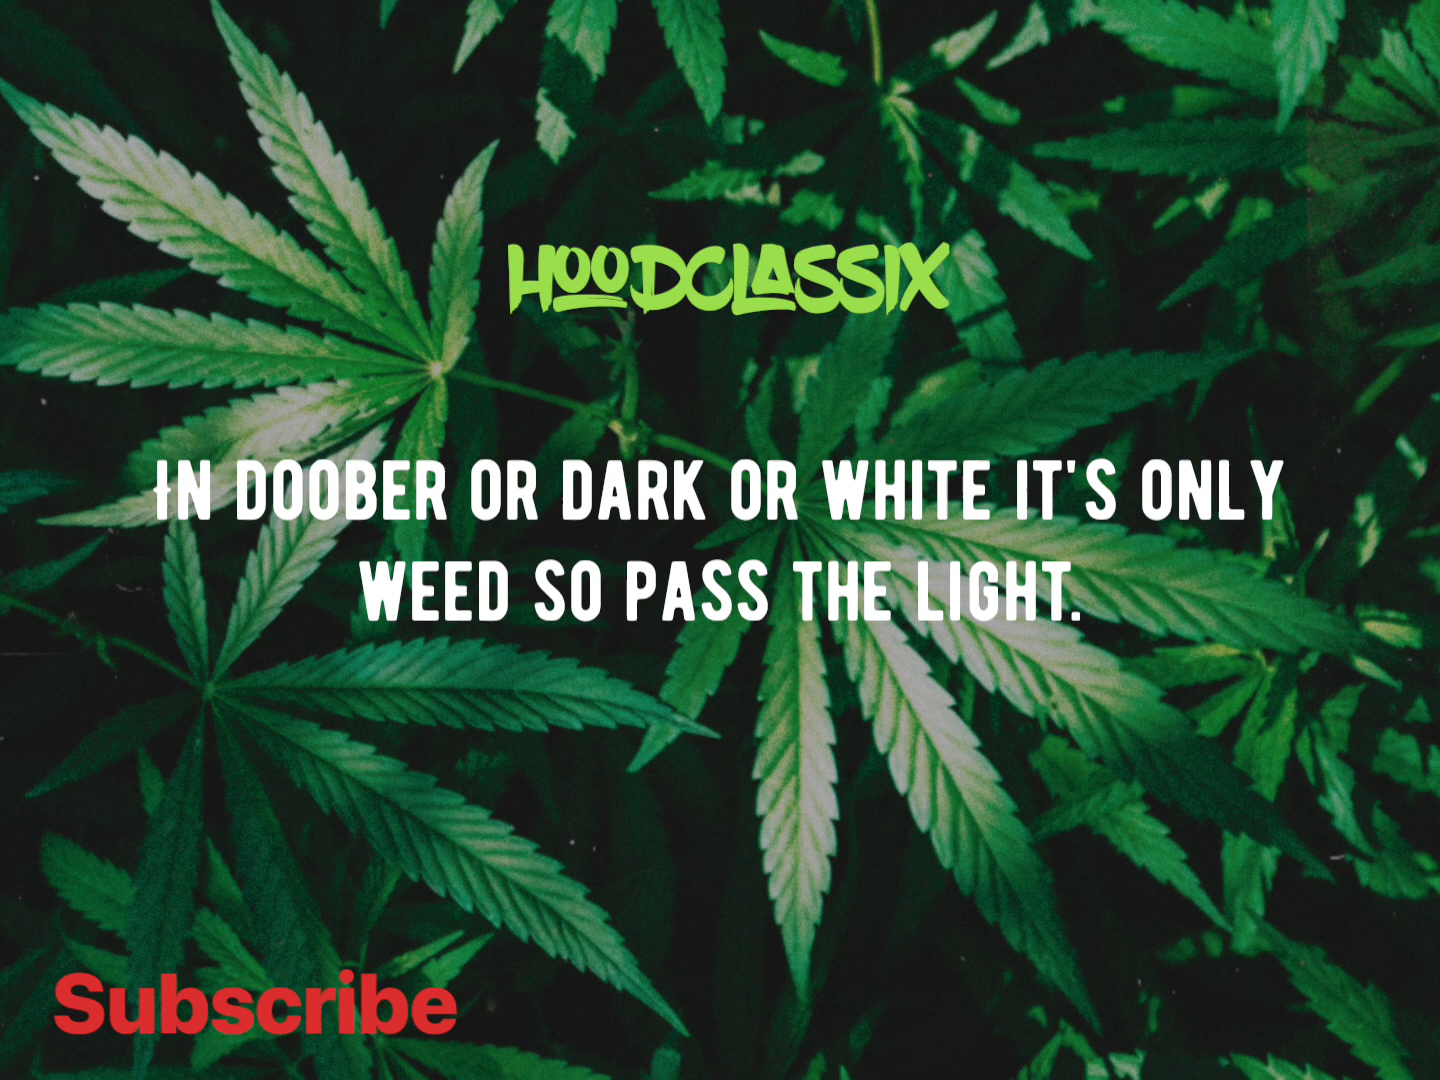 HOODCLASSIX
IN DOOBER OR DARK OR WHITE IT'S ONLY
WEED SO PASS THE LIGHT.
Subscribe